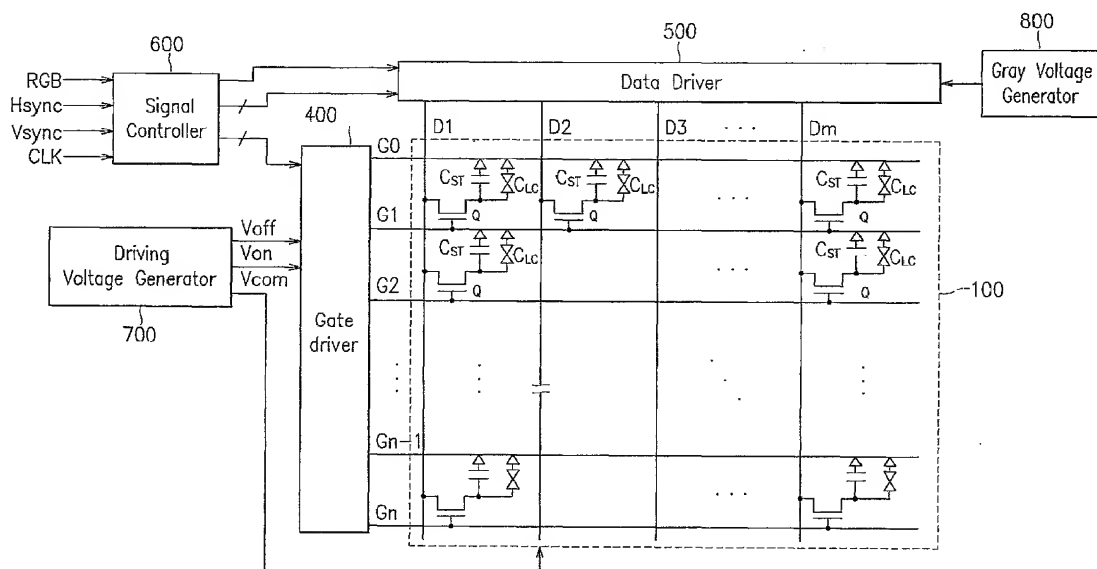 600
500
800
RGB
Hsync
Vsync
CLK
Signal
Controller
Data Driver
Gray Voltage
Generator
400
D1 D2 D3 ... Dm
G0
CST CLC CST CLC CST CLC
Q Q Q
G1
CST CLC CST CLC
Q Q
G2
Driving
Voltage Generator
Voff
Von
Vcom
700
Gate
driver
100
Gn-1
Gn